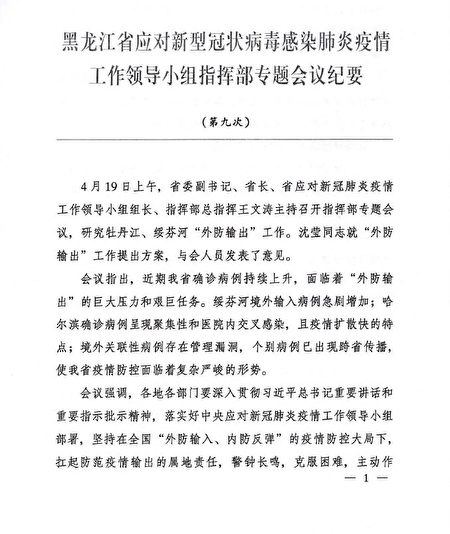 黑龙江省应对新型冠状病毒感染肺炎疫情
工作领导小组指挥部专题会议纪要
（第九次）
4月19日上午，省委副书记、省长、省应对新冠肺炎疫情
工作领导小组组长、指挥部总指挥王文涛主持召开指挥部专题会
议，研究牡丹江、绥芬河“外防输出”工作。沈莹同志就“外防
输出”工作提出方案，与会人员发表了意见。
会议指出，近期我省确诊病例持续上升，面临着“外防输
出”的巨大压力和艰巨任务。绥芬河境外输入病例急剧增加；哈
尔滨确诊病例呈现聚集性和医院内交叉感染，且疫情扩散快的特
点；境外关联性病例存在管理漏洞，个别病例已出现跨省传播，
使我省疫情防控面临着复杂严峻的形势。
会议强调，各地各部门要深入贯彻习近平总书记重要讲话和
重要指示批示精神，落实好中央应对新冠肺炎疫情工作领导小组
部署，坚持在全国“外防输入、内防反弹”的疫情防控大局下，
扛起防范疫情输出的属地责任，警钟长鸣，克服困难，主动作
— 1 —